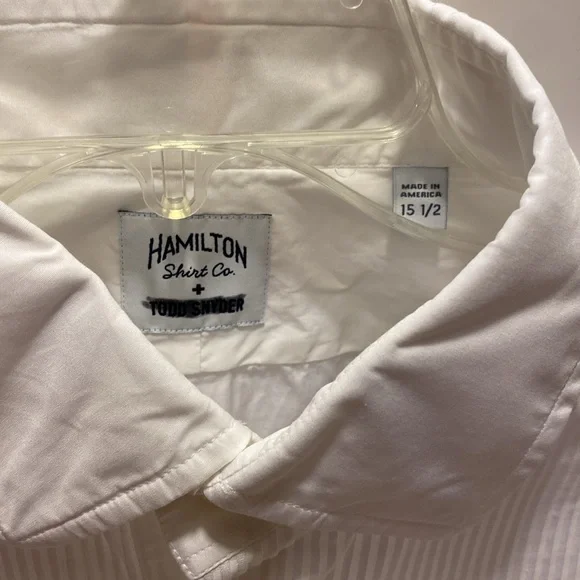 HAMILTON
Shirt Co.
+
TODD SNYDER
MADE IN
AMERICA
15 1/2